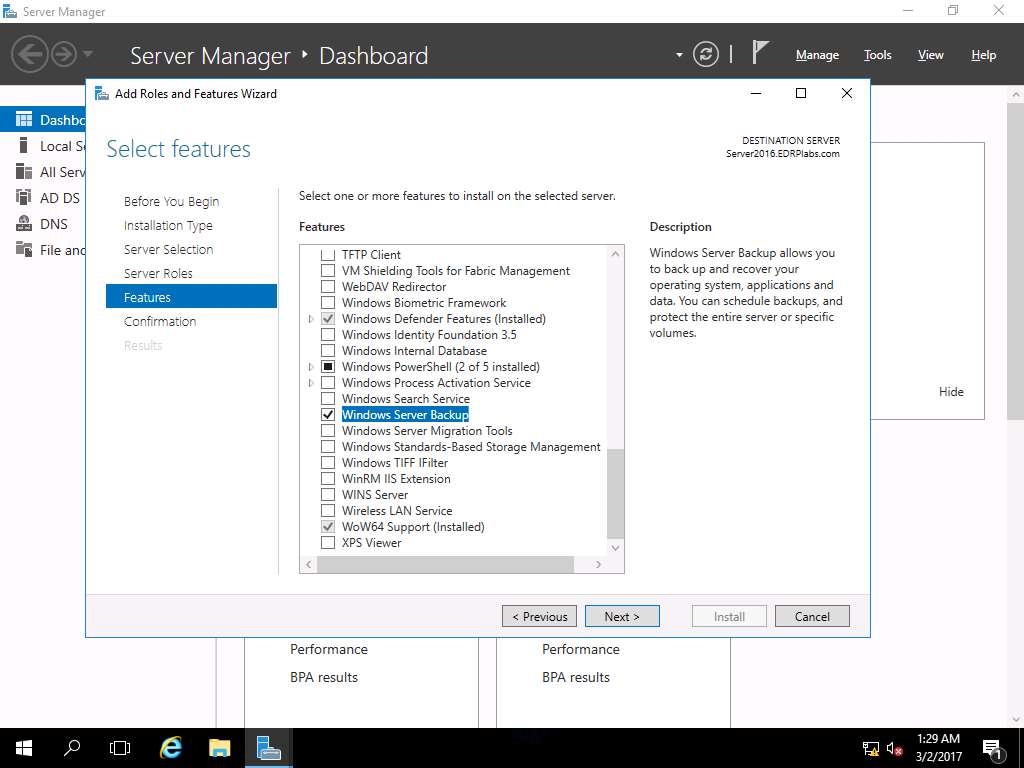 Server Manager
Server Manager ‣ Dashboard
Manage Tools View Help
Add Roles and Features Wizard
Select features
DESTINATION SERVER
Server2016.EDRPlabs.com
Before You Begin
Installation Type
Server Selection
Server Roles
Features
Confirmation
Results
Select one or more features to install on the selected server.
Features
TFTP Client
VM Shielding Tools for Fabric Management
WebDAV Redirector
Windows Biometric Framework
Windows Defender Features (Installed)
Windows Identity Foundation 3.5
Windows Internal Database
Windows PowerShell (2 of 5 installed)
Windows Process Activation Service
Windows Search Service
Windows Server Backup
Windows Server Migration Tools
Windows Standards-Based Storage Management
Windows TIFF IFilter
WinRM IIS Extension
WINS Server
Wireless LAN Service
WoW64 Support (Installed)
XPS Viewer
Description
Windows Server Backup allows you
to back up and recover your
operating system, applications and
data. You can schedule backups, and
protect the entire server or specific
volumes.
< Previous
Next >
Install
Cancel
Dashbo
Local Se
All Serv
AD DS
DNS
File and
Hide
Performance
BPA results
Performance
BPA results
1:29 AM
3/2/2017
1